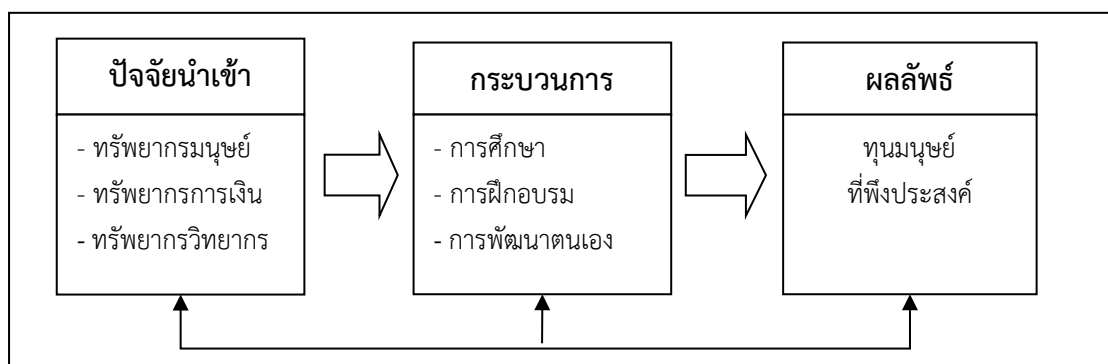 ปัจจัยนำเข้า
- ทรัพยากรมนุษย์
- ทรัพยากรการเงิน
- ทรัพยากรวิทยากร
กระบวนการ
- การศึกษา
- การฝึกอบรม
- การพัฒนาตนเอง
ผลลัพธ์
ทุนมนุษย์
ที่พึงประสงค์